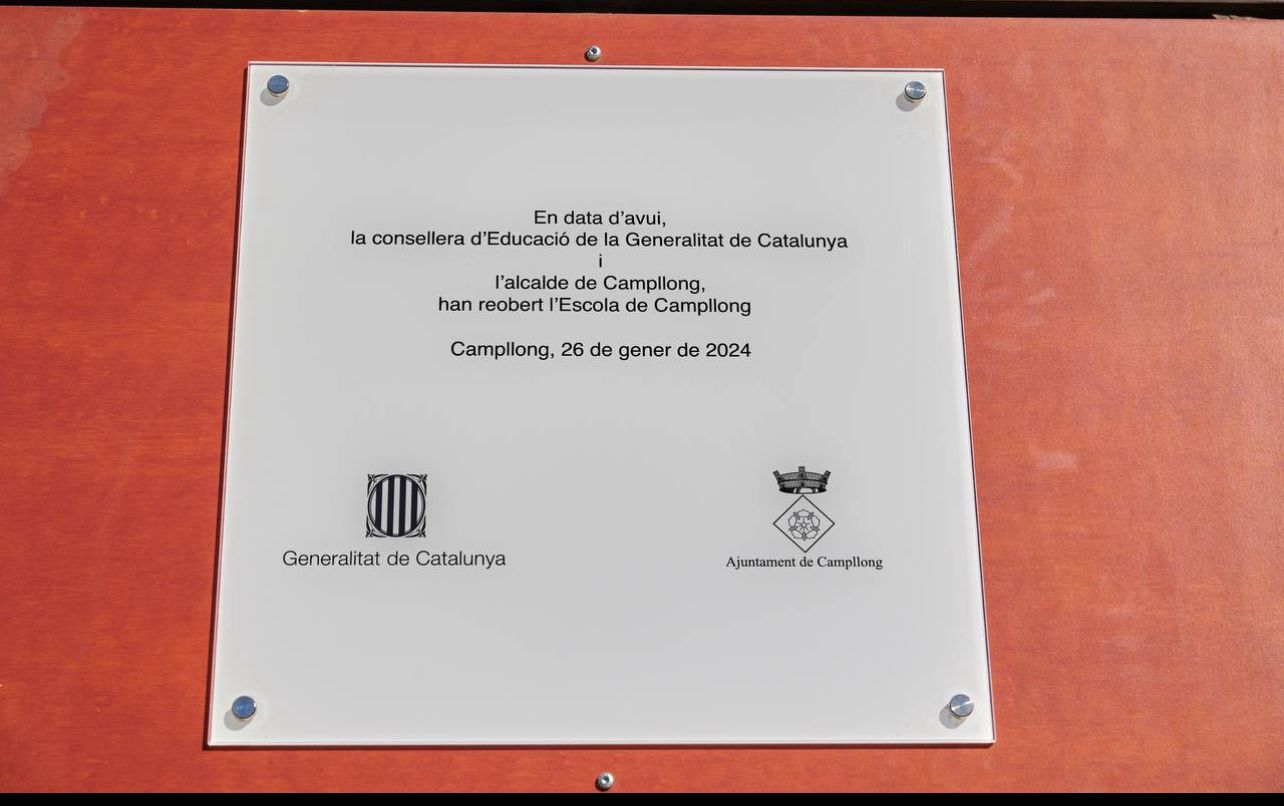 En data d'avui,
la consellera d'Educació de la Generalitat de Catalunya
i
l'alcalde de Campllong,
han reobert l'Escola de Campllong
Campllong, 26 de gener de 2024
Generalitat de Catalunya
Ajuntament de Campllong